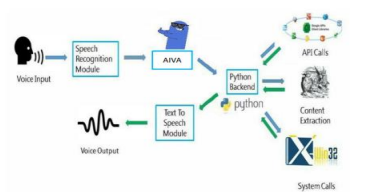 Voice Input
Speech
Recognition
Module
AIVA
Python
Backend
python
API Calls
Content
Extraction
Win32
System Calls
Text To
Speech
Module
Voice Output